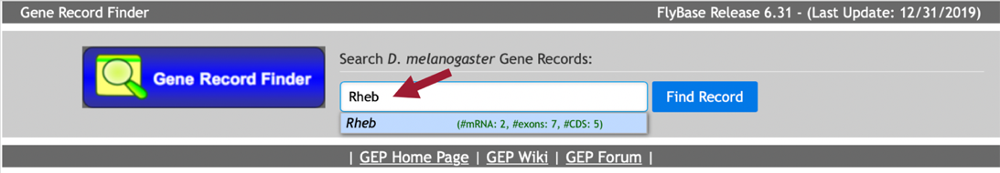 Gene Record Finder FlyBase Release 6.31 - (Last Update: 12/31/2019)
Search D. melanogaster Gene Records:
Gene Record Finder
Rheb Find Record
Rheb (#mRNA: 2, #exons: 7, #CDS: 5)
| GEP Home Page | GEP Wiki | GEP Forum |